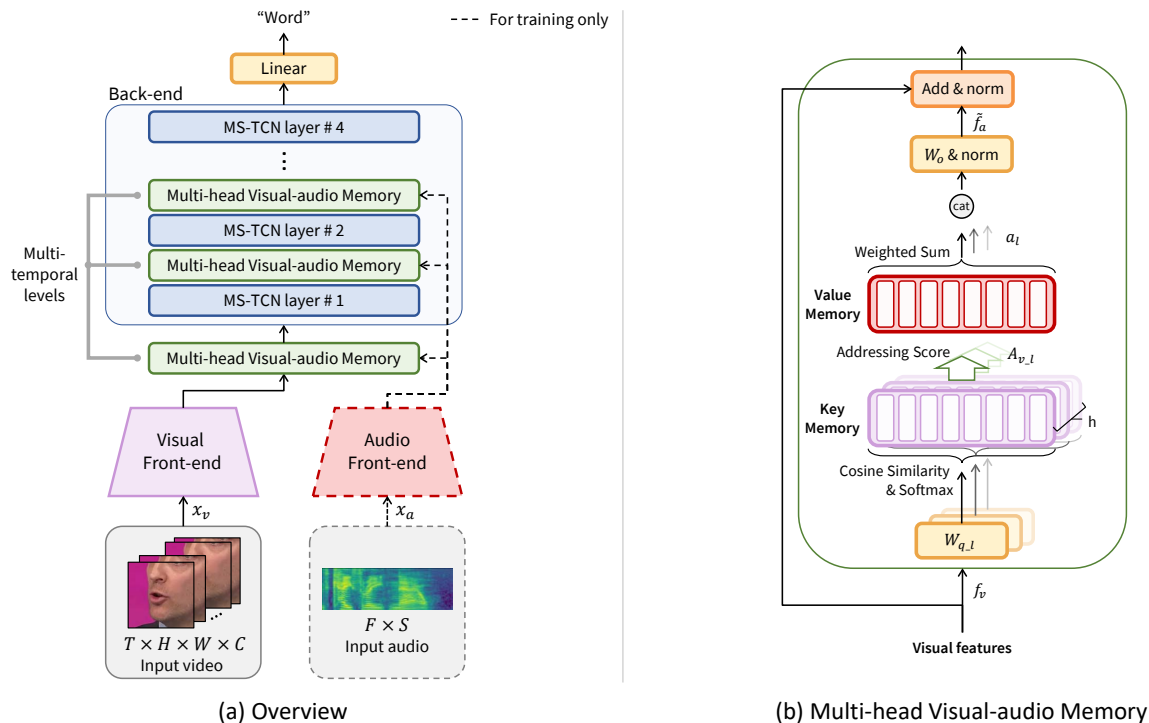 “Word”
For training only
Linear
Back-end
MS-TCN layer # 4
⋮
Multi-head Visual-audio Memory
MS-TCN layer # 2
Multi-head Visual-audio Memory
MS-TCN layer # 1
Multi-head Visual-audio Memory
Multi-
temporal
levels
Visual
Front-end
Audio
Front-end
x_v
x_a
...
T × H × W × C
Input video
F × S
Input audio
(a) Overview
Add & norm
f̃_a
W_o & norm
cat
a_l
Weighted Sum
Value
Memory
Addressing Score
A_{v_l}
Key
Memory
h
Cosine Similarity
& Softmax
W_{q_l}
f_v
Visual features
(b) Multi-head Visual-audio Memory